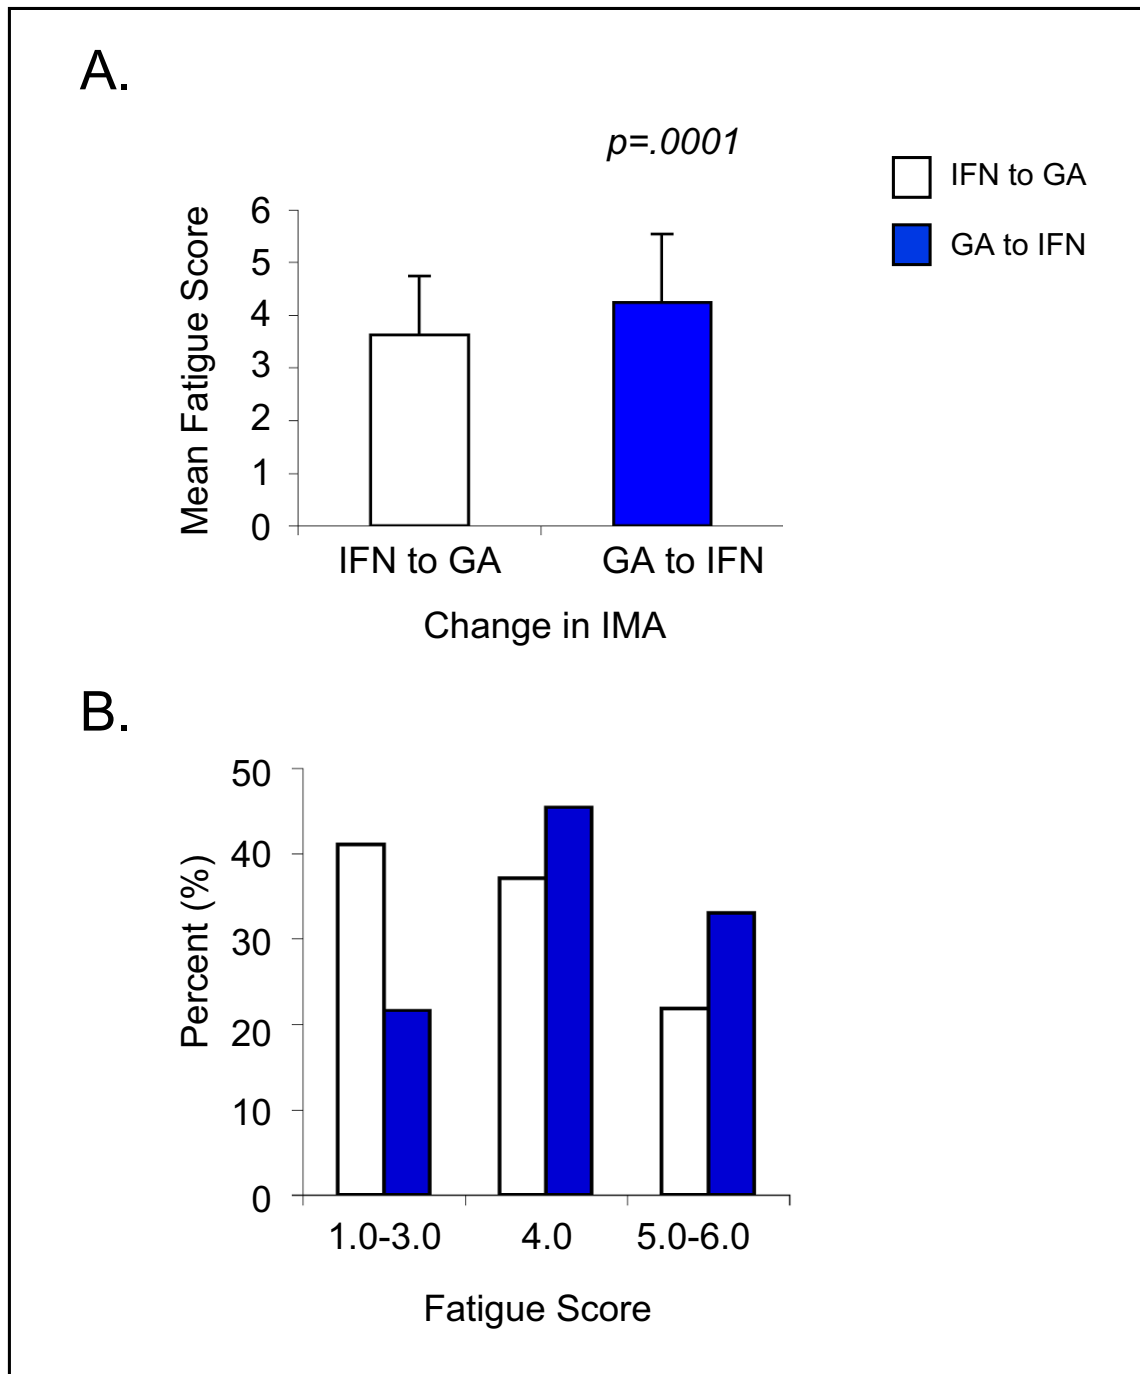 A.
p=.0001
IFN to GA
GA to IFN
Mean Fatigue Score
6
5
4
3
2
1
0
IFN to GA GA to IFN
Change in IMA
B.
Percent (%)
50
40
30
20
10
0
1.0-3.0 4.0 5.0-6.0
Fatigue Score